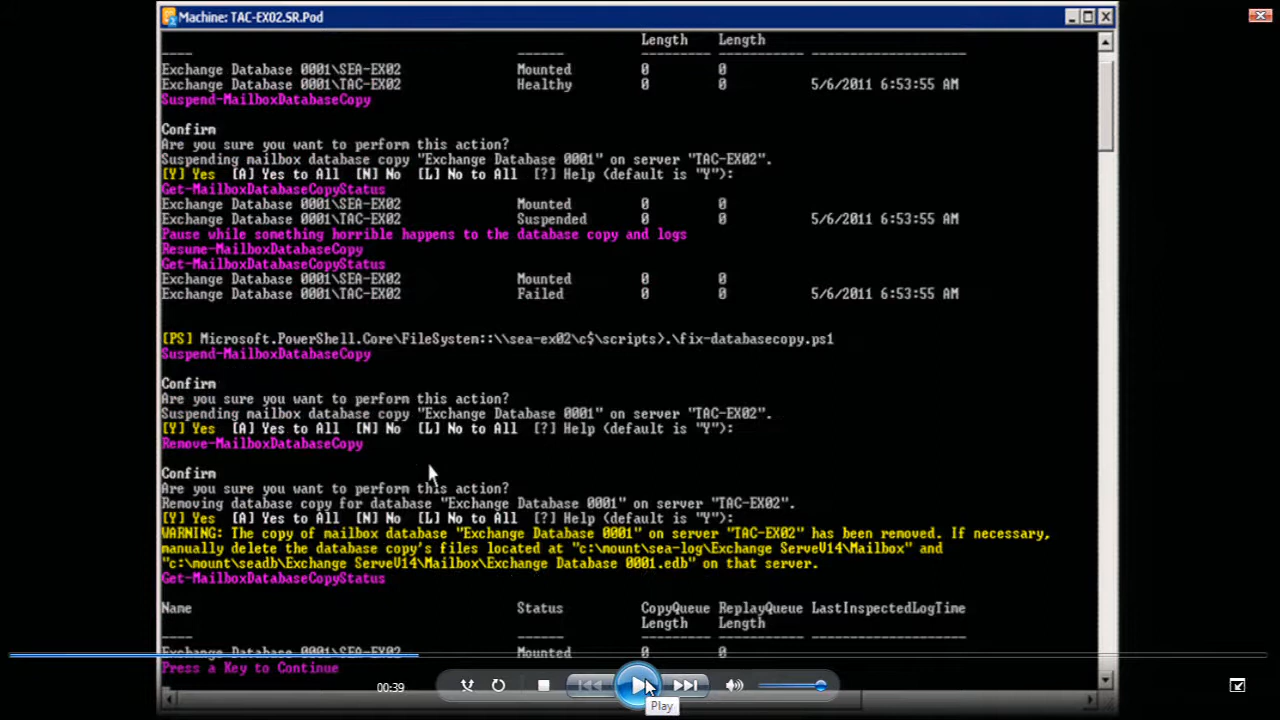 Machine: TAC-EX02.SR.Pod
Length Length
---- ------ ---------- ----------- --------------------
Exchange Database 0001\SEA-EX02 Mounted 0 0
Exchange Database 0001\TAC-EX02 Healthy 0 0 5/6/2011 6:53:55 AM
Suspend-MailboxDatabaseCopy
Confirm
Are you sure you want to perform this action?
Suspending mailbox database copy "Exchange Database 0001" on server "TAC-EX02".
[Y] Yes [A] Yes to All [N] No [L] No to All [?] Help (default is "Y"):
Get-MailboxDatabaseCopyStatus
Exchange Database 0001\SEA-EX02 Mounted 0 0
Exchange Database 0001\TAC-EX02 Suspended 0 0 5/6/2011 6:53:55 AM
Pause while something horrible happens to the database copy and logs
Resume-MailboxDatabaseCopy
Get-MailboxDatabaseCopyStatus
Exchange Database 0001\SEA-EX02 Mounted 0 0
Exchange Database 0001\TAC-EX02 Failed 0 0 5/6/2011 6:53:55 AM
[PS] Microsoft.PowerShell.Core\FileSystem::\\sea-ex02\c$\scripts>.\fix-databasecopy.ps1
Suspend-MailboxDatabaseCopy
Confirm
Are you sure you want to perform this action?
Suspending mailbox database copy "Exchange Database 0001" on server "TAC-EX02".
[Y] Yes [A] Yes to All [N] No [L] No to All [?] Help (default is "Y"):
Remove-MailboxDatabaseCopy
Confirm
Are you sure you want to perform this action?
Removing database copy for database "Exchange Database 0001" on server "TAC-EX02".
[Y] Yes [A] Yes to All [N] No [L] No to All [?] Help (default is "Y"):
WARNING: The copy of mailbox database "Exchange Database 0001" on server "TAC-EX02" has been removed. If necessary,
manually delete the database copy's files located at "c:\mount\sea-log\Exchange ServeV14\Mailbox" and
"c:\mount\seadb\Exchange ServeV14\Mailbox\Exchange Database 0001.edb" on that server.
Get-MailboxDatabaseCopyStatus
Name Status CopyQueue ReplayQueue LastInspectedLogTime
Length Length
---- ------ ---------- ----------- --------------------
Exchange Database 0001\SEA-EX02 Mounted 0 0
Press a Key to Continue
00:39
Play